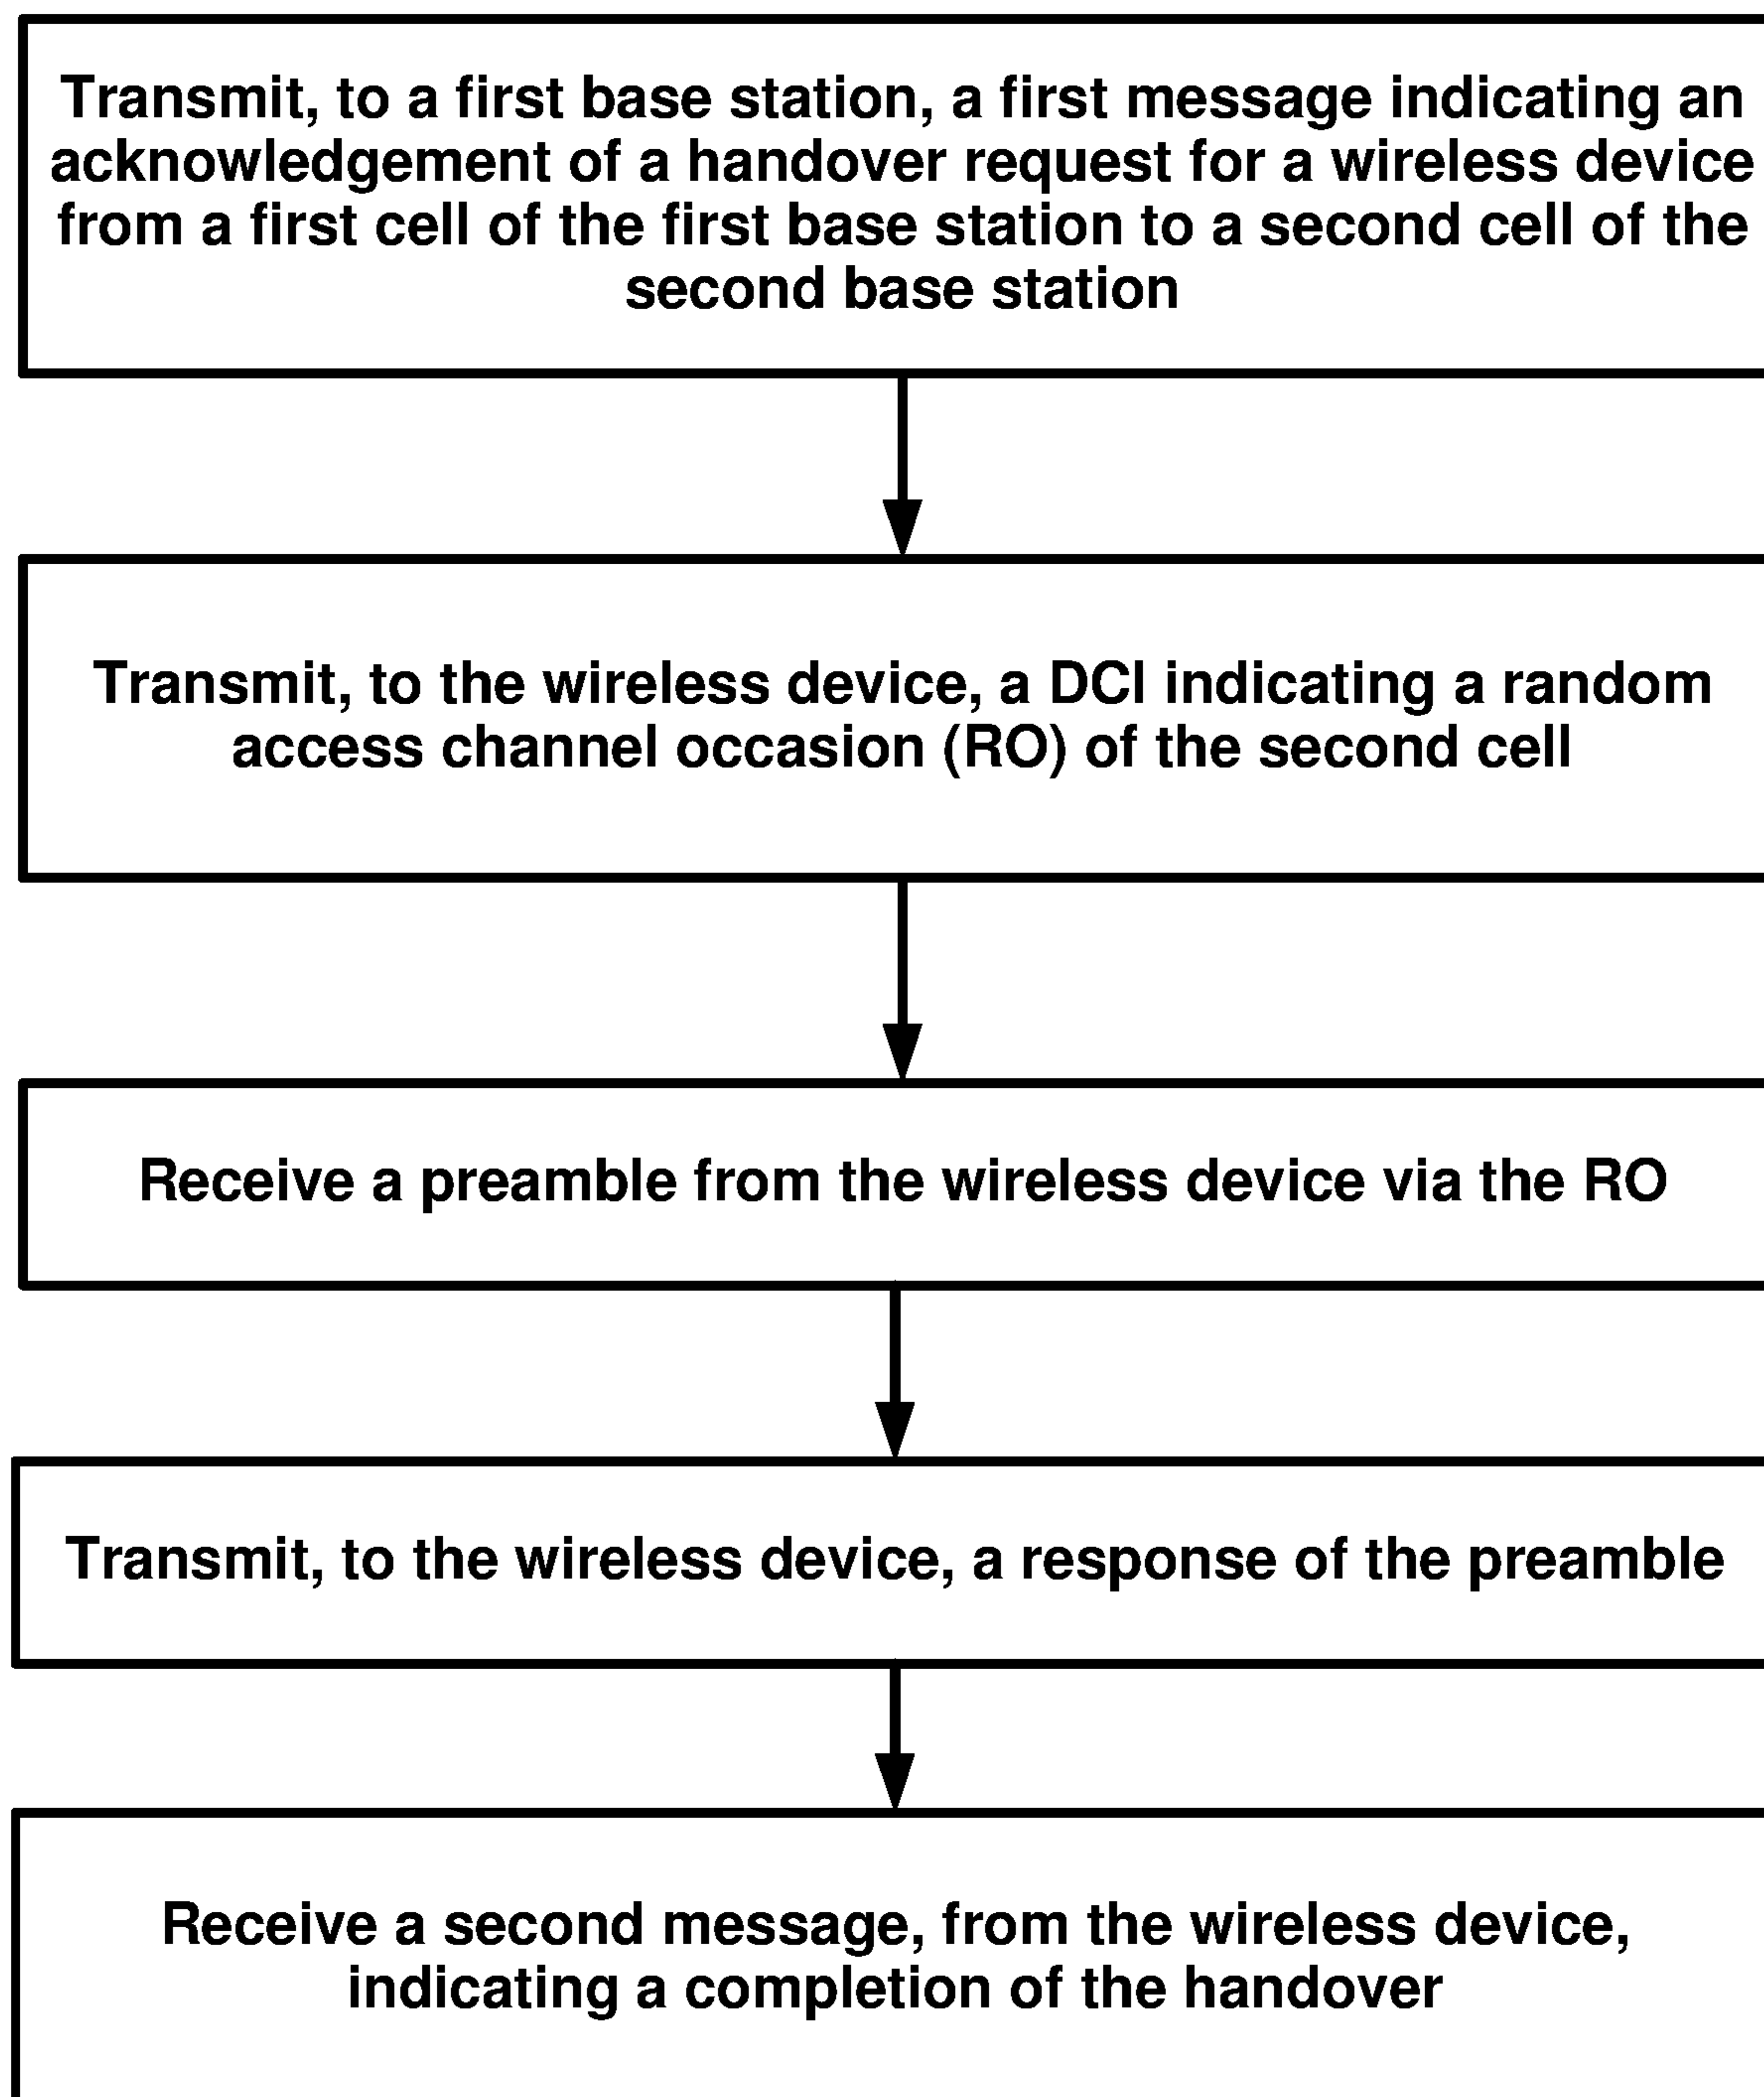 Transmit, to a first base station, a first message indicating an
acknowledgement of a handover request for a wireless device
from a first cell of the first base station to a second cell of the
second base station
Transmit, to the wireless device, a DCI indicating a random
access channel occasion (RO) of the second cell
Receive a preamble from the wireless device via the RO
Transmit, to the wireless device, a response of the preamble
Receive a second message, from the wireless device,
indicating a completion of the handover